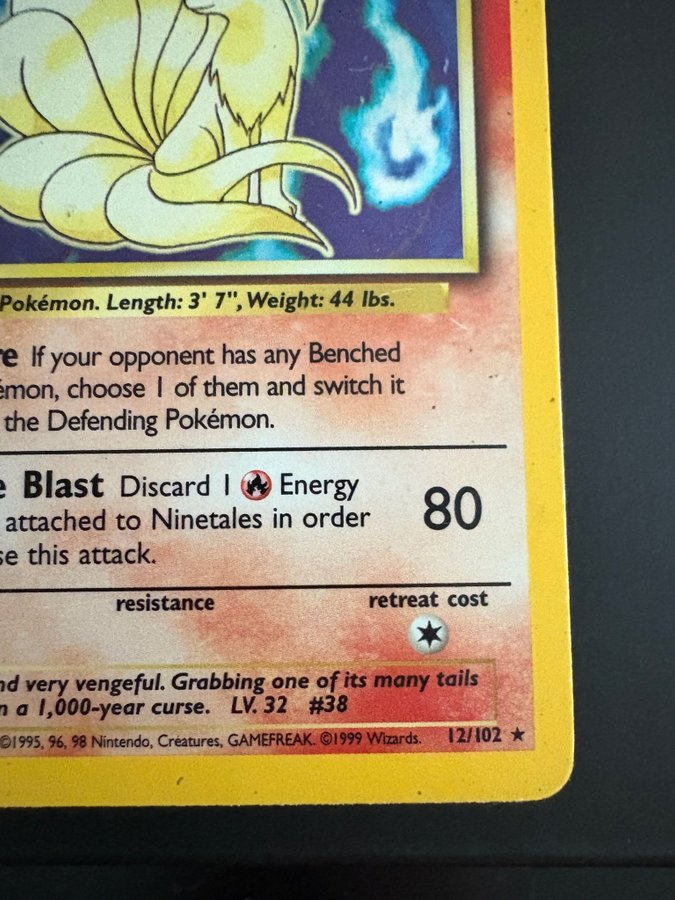 Pokémon. Length: 3' 7", Weight: 44 lbs.
re If your opponent has any Benched
émon, choose 1 of them and switch it
the Defending Pokémon.
e Blast Discard 1 Energy
attached to Ninetales in order
se this attack.
80
resistance retreat cost
nd very vengeful. Grabbing one of its many tails
n a 1,000-year curse. LV. 32 #38
©1995, 96, 98 Nintendo, Creatures, GAMEFREAK. ©1999 Wizards. 12/102 ★